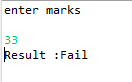 enter marks
33
Result :Fail